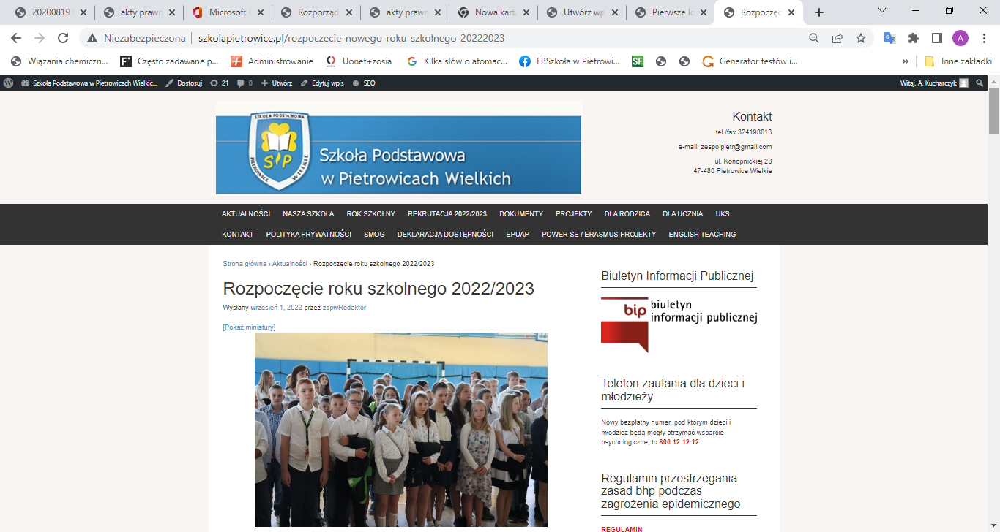 20200819
akty prawn
Microsoft
Rozporząd
akty prawn
Nowa karta
Utwórz wp
Pierwsze
Rozpoczęc
Niezabezpieczona
szkolapietrowice.pl/rozpoczecie-nowego-roku-szkolnego-20222023
A
Wiązania chemiczn...
Często zadawane p...
Administrowanie
Uonet+zosia
Kilka słów o atomac...
FBSzkoła w Pietrowi...
SF
Generator testów i...
»
Inne zakładki
Szkoła Podstawowa w Pietrowicach Wielkic...
Dostosuj
21
0
Utwórz
Edytuj wpis
SEO
Witaj, A. Kucharczyk
SZKOŁA PODSTAWOWA
SP
PIETROWICE WIELKIE
Szkoła Podstawowa
w Pietrowicach Wielkich
Kontakt
tel./fax 324198013
e-mail: zespolpietr@gmail.com
ul. Konopnickiej 28
47-480 Pietrowice Wielkie
AKTUALNOŚCI NASZA SZKOŁA ROK SZKOLNY REKRUTACJA 2022/2023 DOKUMENTY PROJEKTY DLA RODZICA DLA UCZNIA UKS
KONTAKT POLITYKA PRYWATNOŚCI SMOG DEKLARACJA DOSTĘPNOŚCI EPUAP POWER SE / ERASMUS PROJEKTY ENGLISH TEACHING
Strona główna › Aktualności › Rozpoczęcie roku szkolnego 2022/2023
Rozpoczęcie roku szkolnego 2022/2023
Wysłany wrzesień 1, 2022 przez zspwRedaktor
[Pokaż miniatury]
Biuletyn Informacji Publicznej
bip
biuletyn
informacji publicznej
Telefon zaufania dla dzieci i
młodzieży
Nowy bezpłatny numer, pod którym dzieci i
młodzież będą mogły otrzymać wsparcie
psychologiczne, to 800 12 12 12.
Regulamin przestrzegania
zasad bhp podczas
zagrożenia epidemicznego
REGULAMIN